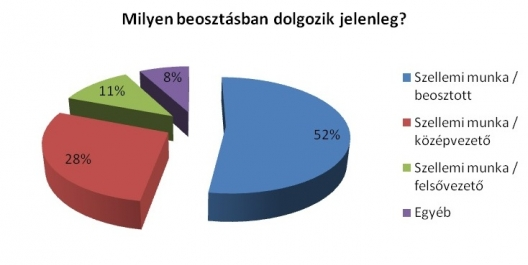 Milyen beosztásban dolgozik jelenleg?
8%
11%
52%
28%
Szellemi munka /
beosztott
Szellemi munka /
középvezető
Szellemi munka /
felsővezető
Egyéb